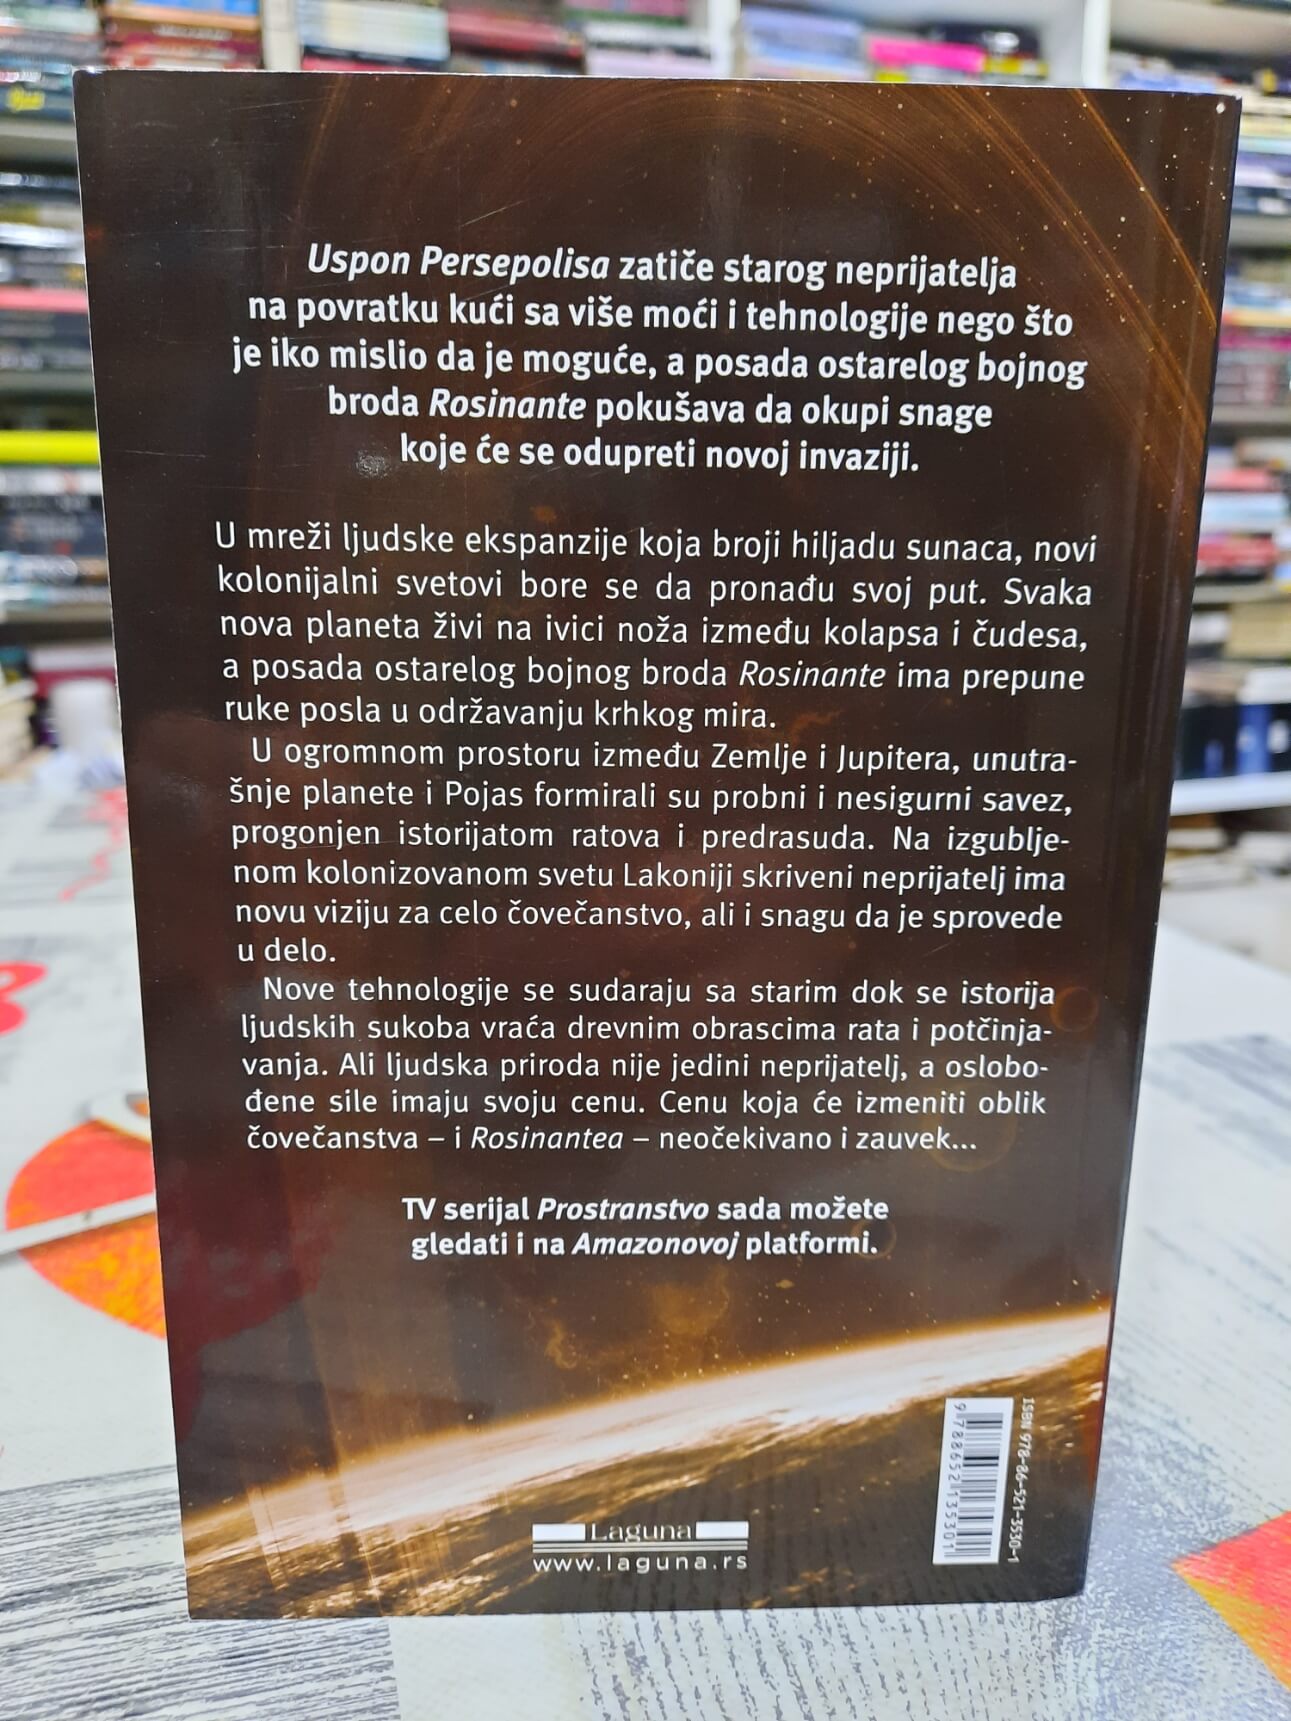 Uspon Persepolisa zatiče starog neprijatelja
na povratku kući sa više moći i tehnologije nego što
je iko mislio da je moguće, a posada ostarelog bojnog
broda Rosinante pokušava da okupi snage
koje će se odupreti novoj invaziji.
U mreži ljudske ekspanzije koja broji hiljadu sunaca, novi
kolonijalni svetovi bore se da pronađu svoj put. Svaka
nova planeta živi na ivici noža između kolapsa i čudesa,
a posada ostarelog bojnog broda Rosinante ima prepune
ruke posla u održavanju krhkog mira.
U ogromnom prostoru između Zemlje i Jupitera, unutra-
šnje planete i Pojas formirali su probni i nesigurni savez,
progonjen istorijatom ratova i predrasuda. Na izgublje-
nom kolonizovanom svetu Lakoniji skriveni neprijatelj ima
novu viziju za celo čovečanstvo, ali i snagu da je sprovede
u delo.
Nove tehnologije se sudaraju sa starim dok se istorija
ljudskih sukoba vraća drevnim obrascima rata i potčinja-
vanja. Ali ljudska priroda nije jedini neprijatelj, a oslobo-
đene sile imaju svoju cenu. Cenu koja će izmeniti oblik
čovečanstva – i Rosinantea – neočekivano i zauvek...
TV serijal Prostranstvo sada možete
gledati i na Amazonovoj platformi.
ISBN 978-86-521-3530-1
9788652135301
Laguna
www.laguna.rs